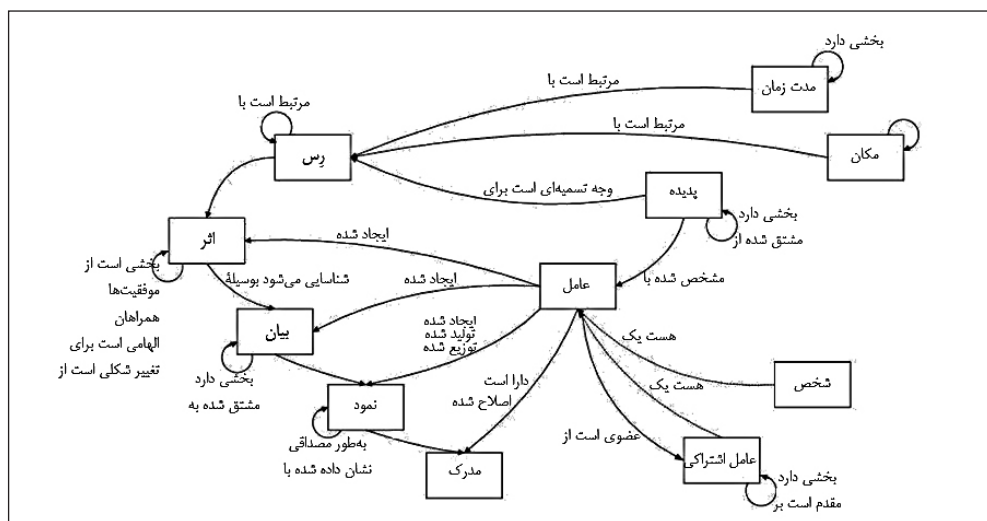 بخشی دارد
مدت زمان
مرتبط است با
مرتبط است با
مرتبط است با
مکان
رِس
وجه تسمیه‌ای است برای
پدیده
بخشی دارد
مشتق شده از
اثر
ایجاد شده
بخشی است از
موفقیت‌ها
همراهان
الهامی است برای
تغییر شکلی است از
شناسایی می‌شود بوسیلهٔ
ایجاد شده
عامل
مشخص شده با
بیان
ایجاد شده
تولید شده
توزیع شده
هست یک
بخشی دارد
مشتق شده به
نمود
دارا است
اصلاح شده
هست یک
شخص
به‌طور مصداقی
نشان داده شده با
مدرک
عضوی است از
عامل اشتراکی
بخشی دارد
مقدم است بر